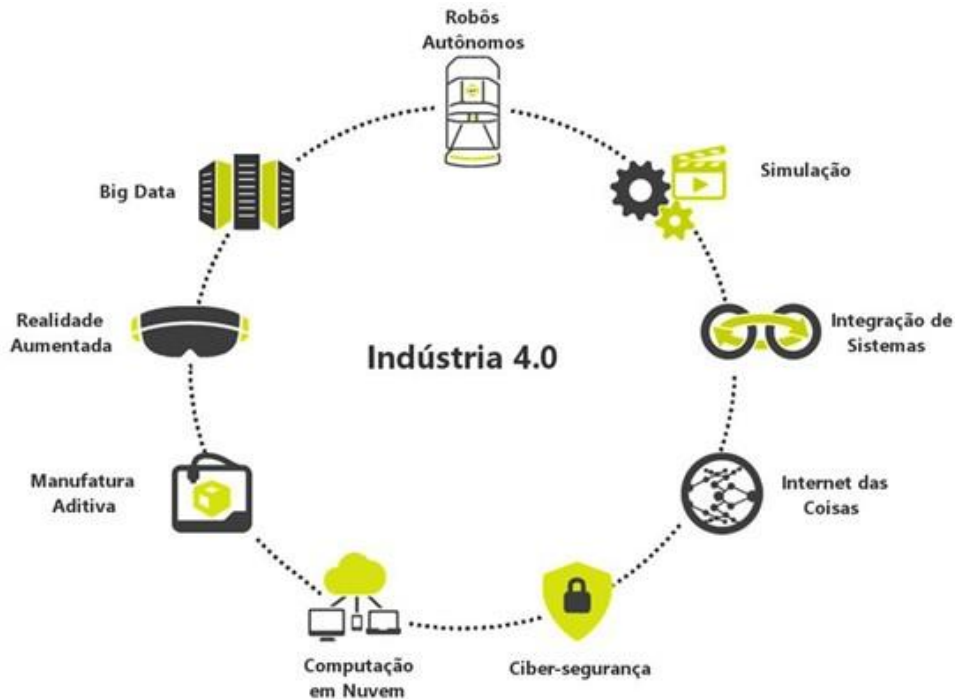 Robôs
Autônomos
Simulação
Big Data
Realidade
Aumentada
Indústria 4.0
Integração de
Sistemas
Manufatura
Aditiva
Internet das
Coisas
Computação
em Nuvem
Ciber-segurança